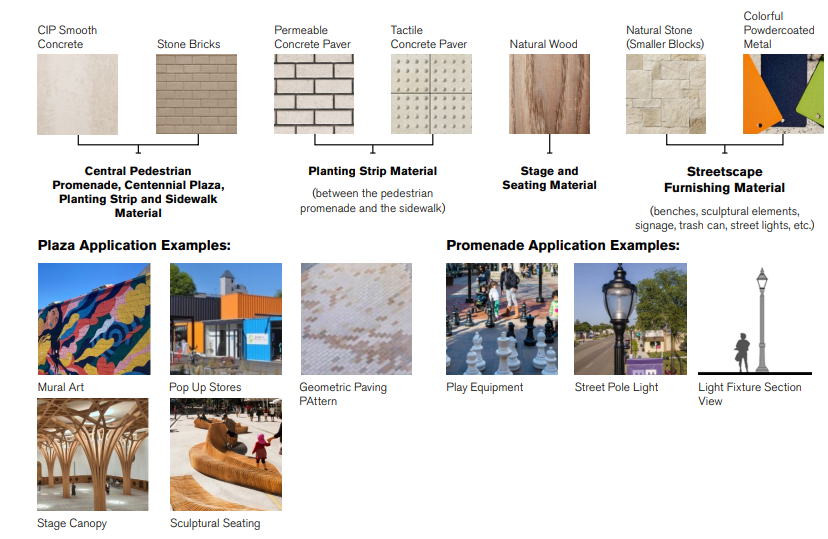 CIP Smooth
Concrete
Stone Bricks
Permeable
Concrete Paver
Tactile
Concrete Paver
Natural Wood
Natural Stone
(Smaller Blocks)
Colorful
Powdercoated
Metal
Central Pedestrian
Promenade, Centennial Plaza,
Planting Strip and Sidewalk
Material
Planting Strip Material
(between the pedestrian
promenade and the sidewalk)
Stage and
Seating Material
Streetscape
Furnishing Material
(benches, sculptural elements,
signage, trash can, street lights, etc.)
Plaza Application Examples:
Mural Art
Pop Up Stores
Geometric Paving
PAttern
Stage Canopy
Sculptural Seating
Promenade Application Examples:
Play Equipment
Street Pole Light
Light Fixture Section
View